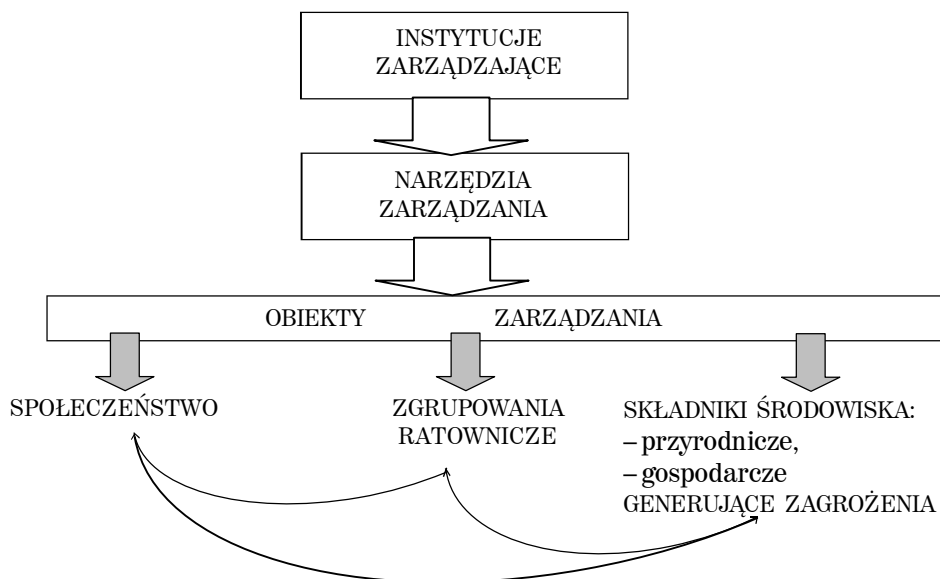 INSTYTUCJE
ZARZĄDZAJĄCE
NARZĘDZIA
ZARZĄDZANIA
OBIEKTY ZARZĄDZANIA
SPOŁECZEŃSTWO
ZGRUPOWANIA
RATOWNICZE
SKŁADNIKI ŚRODOWISKA:
– przyrodnicze,
– gospodarcze
GENERUJĄCE ZAGROŻENIA